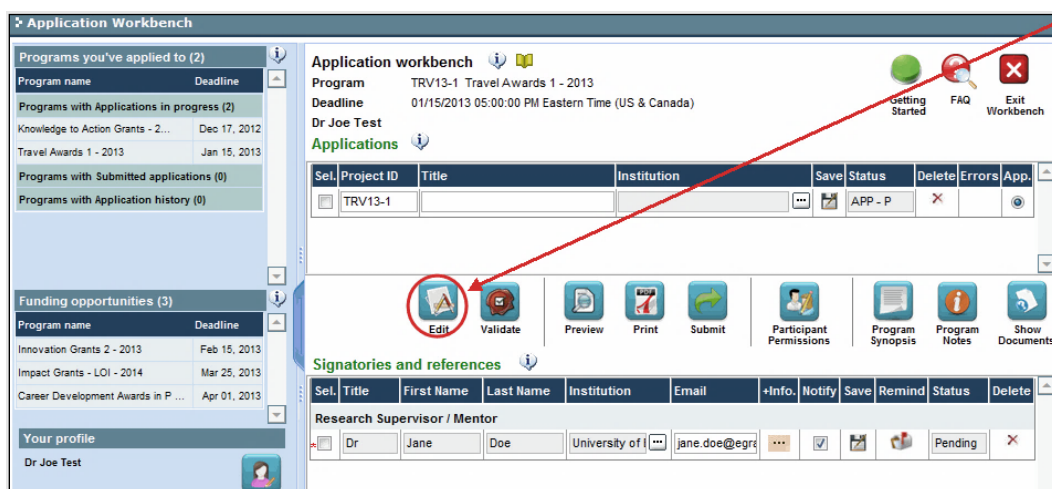 Application Workbench
Programs you've applied to (2)
Program name Deadline
Programs with Applications in progress (2)
Knowledge to Action Grants - 2... Dec 17, 2012
Travel Awards 1 - 2013 Jan 15, 2013
Programs with Submitted applications (0)
Programs with Application history (0)
Funding opportunities (3)
Program name Deadline
Innovation Grants 2 - 2013 Feb 15, 2013
Impact Grants - LOI - 2014 Mar 25, 2013
Career Development Awards in P ... Apr 01, 2013
Your profile
Dr Joe Test
Application workbench
Program TRV13-1 Travel Awards 1 - 2013
Deadline 01/15/2013 05:00:00 PM Eastern Time (US & Canada)
Dr Joe Test
Getting Started
FAQ
Exit Workbench
Applications
Sel. Project ID Title Institution Save Status Delete Errors App.
TRV13-1 APP - P
Edit Validate Preview Print Submit Participant Permissions Program Synopsis Program Notes Show Documents
Signatories and references
Sel. Title First Name Last Name Institution Email +Info. Notify Save Remind Status Delete
Research Supervisor / Mentor
Dr Jane Doe University of jane.doe@egra Pending